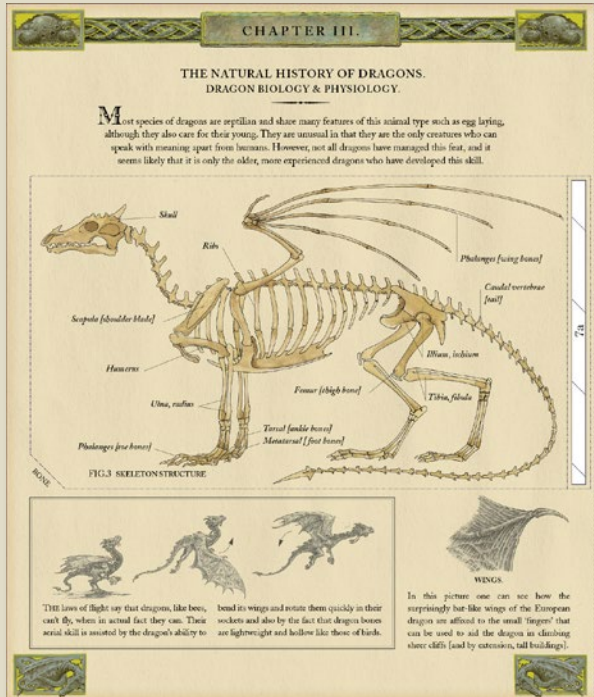 CHAPTER III.
THE NATURAL HISTORY OF DRAGONS.
DRAGON BIOLOGY & PHYSIOLOGY.
Most species of dragons are reptilian and share many features of this animal type such as egg laying,
although they also care for their young. They are unusual in that they are the only creatures who can
speak with meaning apart from humans. However, not all dragons have managed this feat, and it
seems likely that it is only the older, more experienced dragons who have developed this skill.
Skull
Ribs
Phalanges [wing bones]
Caudal vertebrae
[tail]
7a
Scapula [shoulder blade]
Illium, ischium
Humerus
Femur [thigh bone]
Tibia, fibula
Ulna, radius
Tarsal [ankle bones]
Metatarsal [foot bones]
Phalanges [toe bones]
FIG.3 SKELETON STRUCTURE
BONE
THE laws of flight say that dragons, like bees,
can't fly, when in actual fact they can. Their
aerial skill is assisted by the dragon's ability to
bend its wings and rotate them quickly in their
sockets and also by the fact that dragon bones
are lightweight and hollow like those of birds.
WINGS.
In this picture one can see how the
surprisingly bat-like wings of the European
dragon are affixed to the small 'fingers' that
can be used to aid the dragon in climbing
sheer cliffs [and by extension, tall buildings].